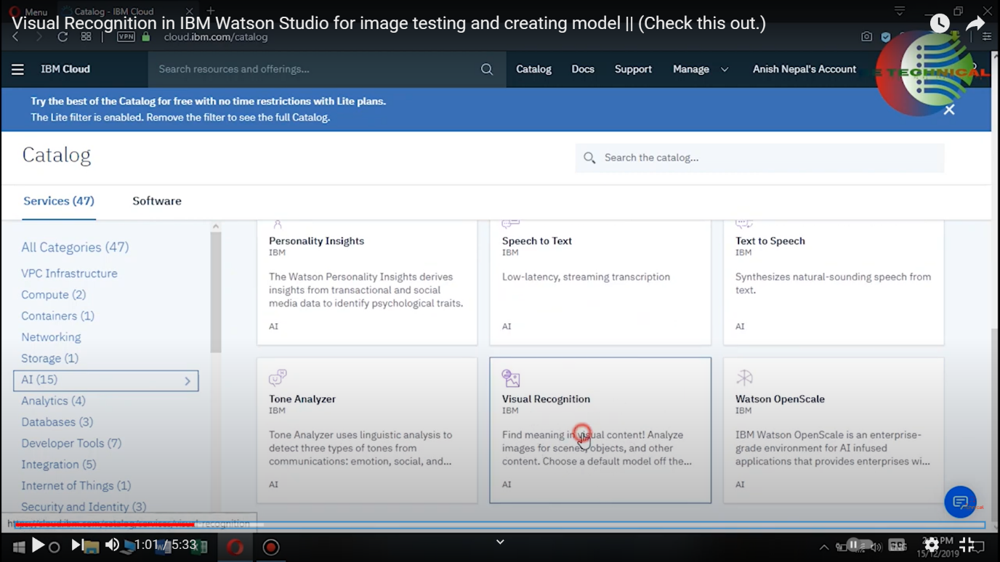 Menu
Catalog - IBM Cloud
Visual Recognition in IBM Watson Studio for image testing and creating model || (Check this out.)
VPN
cloud.ibm.com/catalog
IBM Cloud
Search resources and offerings...
Catalog
Docs
Support
Manage
Anish Nepal's Account
TECHNICAL
Try the best of the Catalog for free with no time restrictions with Lite plans.
The Lite filter is enabled. Remove the filter to see the full Catalog.
Catalog
Search the catalog...
Services (47)
Software
All Categories (47)
VPC Infrastructure
Compute (2)
Containers (1)
Networking
Storage (1)
AI (15)
Analytics (4)
Databases (3)
Developer Tools (7)
Integration (5)
Internet of Things (1)
Security and Identity (3)
Personality Insights
IBM
The Watson Personality Insights derives
insights from transactional and social
media data to identify psychological traits.
AI
Speech to Text
IBM
Low-latency, streaming transcription
AI
Text to Speech
IBM
Synthesizes natural-sounding speech from
text.
AI
Tone Analyzer
IBM
Tone Analyzer uses linguistic analysis to
detect three types of tones from
communications: emotion, social, and...
AI
Visual Recognition
IBM
Find meaning in visual content! Analyze
images for scenes, objects, and other
content. Choose a default model off the...
AI
Watson OpenScale
IBM
IBM Watson OpenScale is an enterprise-
grade environment for AI infused
applications that provides enterprises wi...
AI
https://cloud.ibm.com/catalog/services/visual-recognition
1:01 / 5:33
ENG
PM
15/12/2019